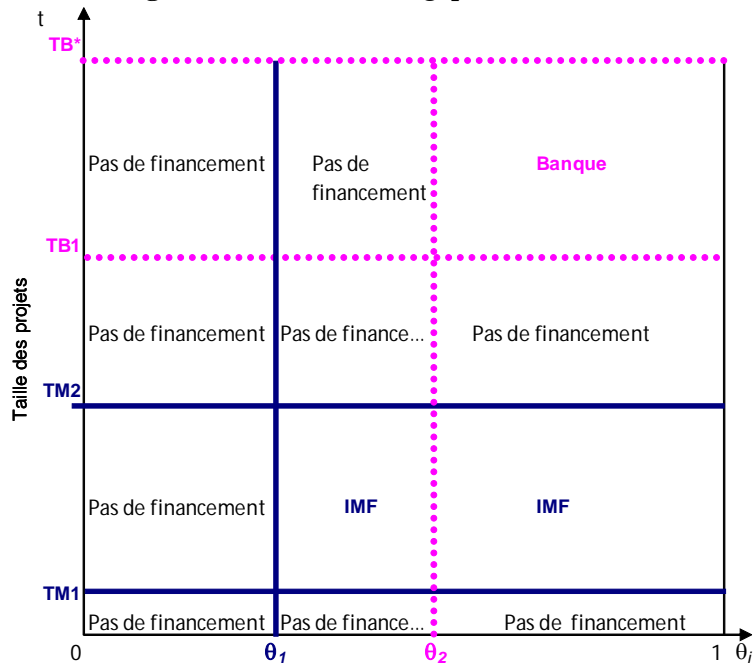 t
TB*
Pas de financement
Pas de
financement
Banque
TB1
Taille des projets
Pas de financement
Pas de finance...
Pas de financement
TM2
Pas de financement
IMF
IMF
TM1
Pas de financement
Pas de finance...
Pas de financement
0
θ1
θ2
1
θi